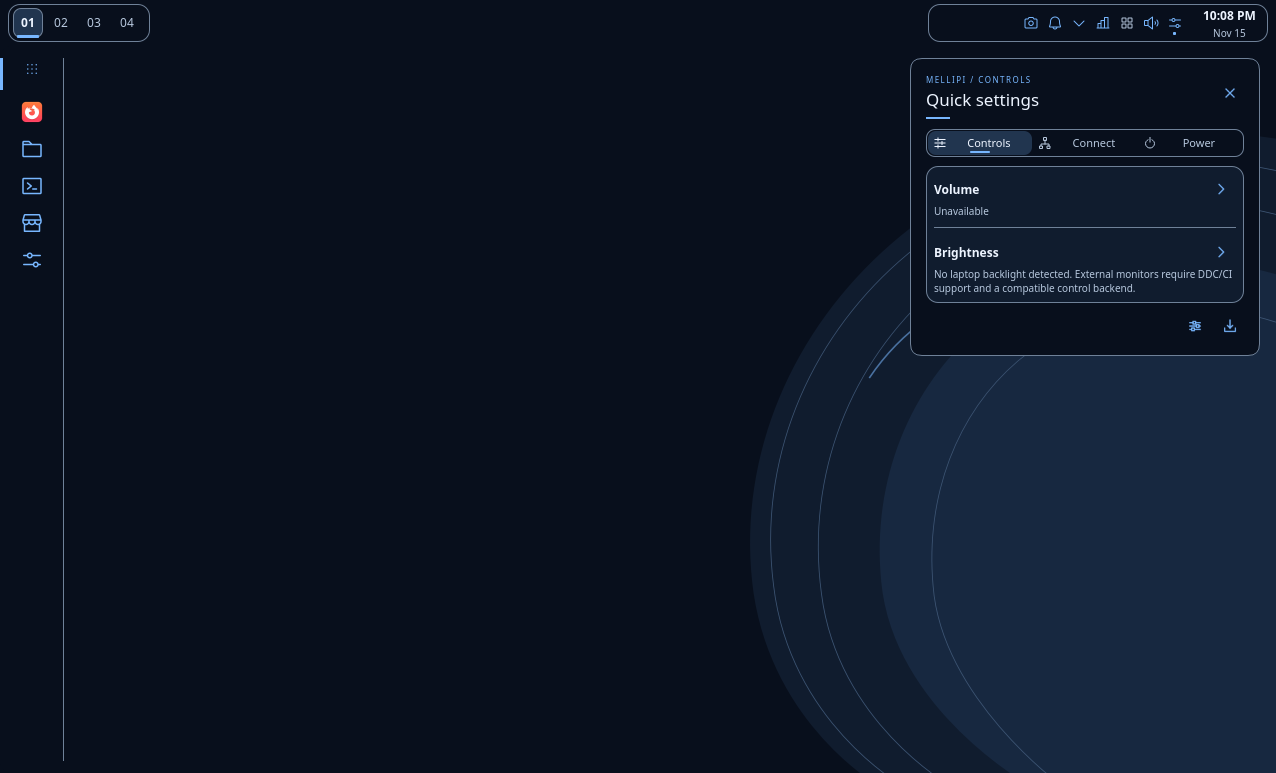 01 02 03 04
10:08 PM
Nov 15
MELLIPI / CONTROLS
Quick settings
Controls Connect Power
Volume
Unavailable
Brightness
No laptop backlight detected. External monitors require DDC/CI
support and a compatible control backend.